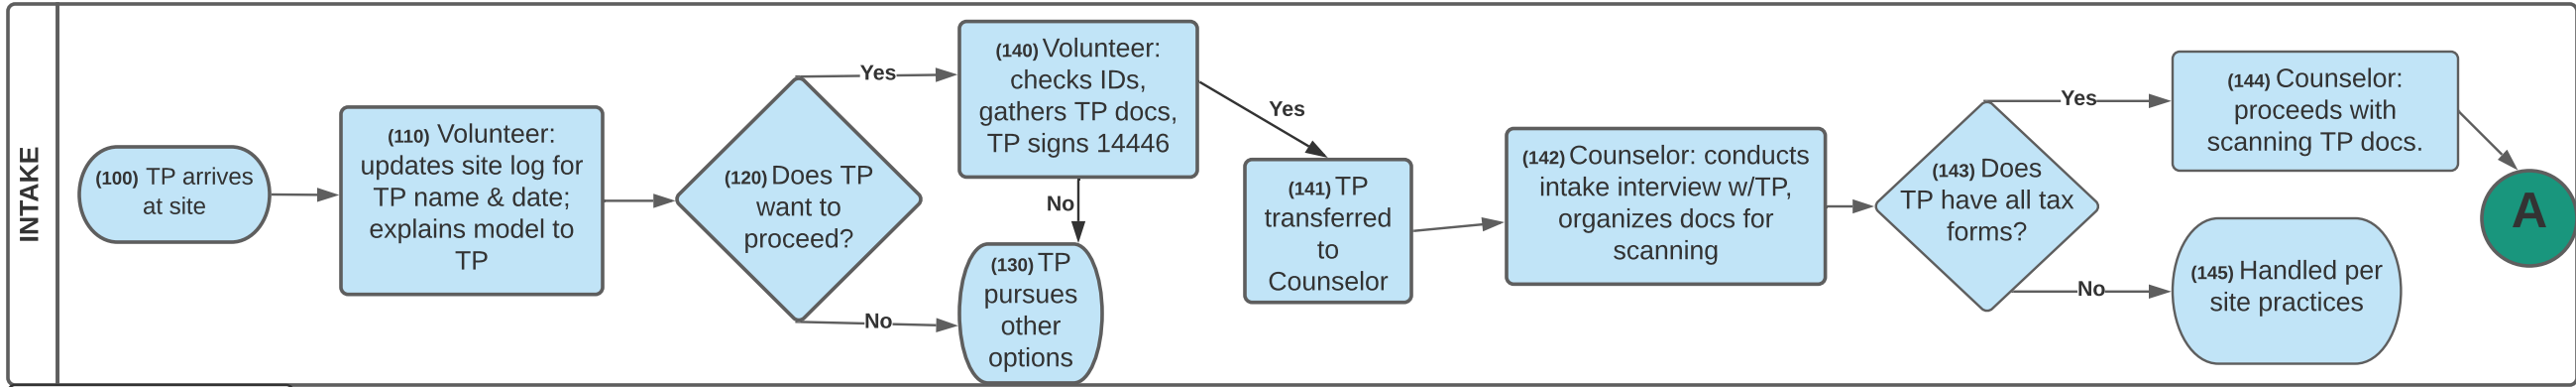 INTAKE
(100) TP arrives
at site
(110) Volunteer:
updates site log for
TP name & date;
explains model to
TP
(120) Does TP
want to
proceed?
Yes
No
(140) Volunteer:
checks IDs,
gathers TP docs,
TP signs 14446
No
(130) TP
pursues
other
options
Yes
(141) TP
transferred
to
Counselor
(142) Counselor: conducts
intake interview w/TP,
organizes docs for
scanning
(143) Does
TP have all tax
forms?
Yes
No
(144) Counselor:
proceeds with
scanning TP docs.
(145) Handled per
site practices
A